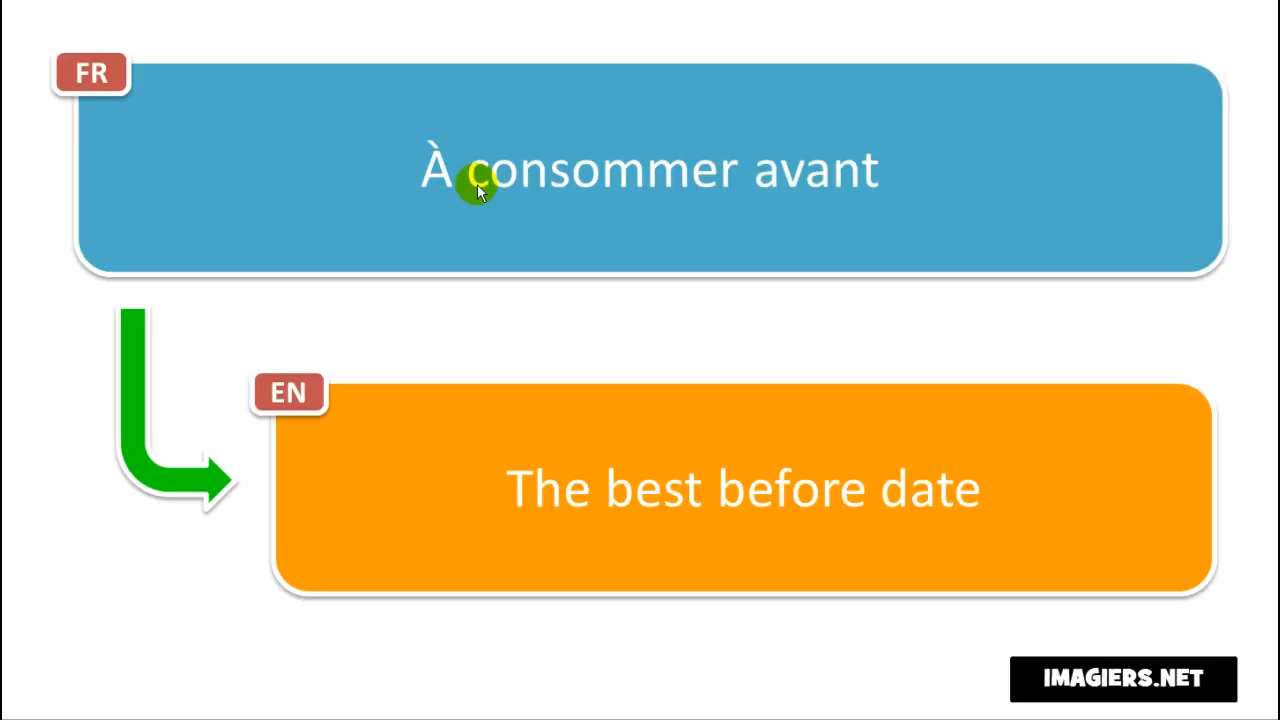 FR
À consommer avant
EN
The best before date
IMAGIERS.NET